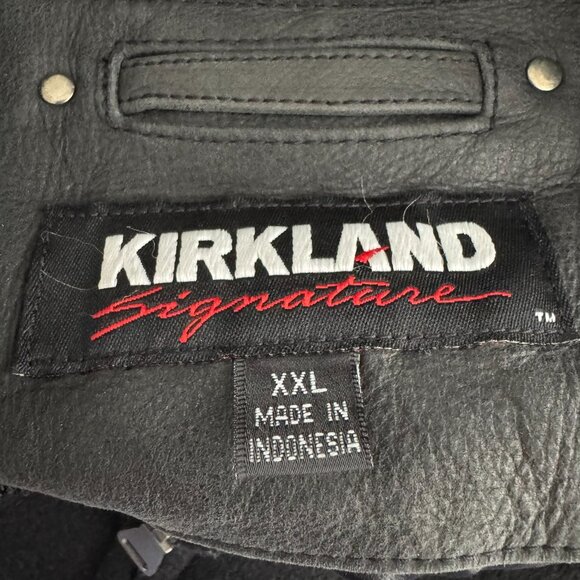 KIRKLAND
Signature
TM
XXL
MADE IN
INDONESIA